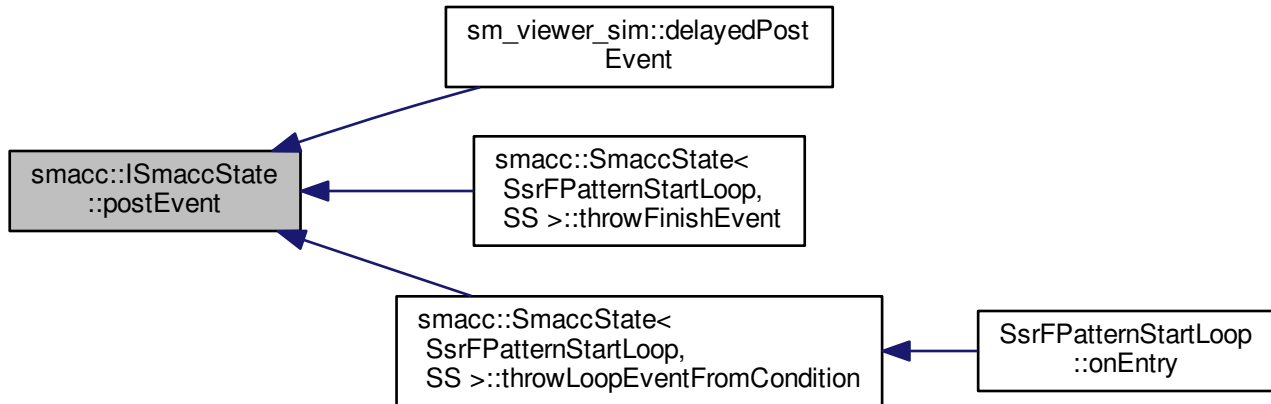 sm_viewer_sim::delayedPost
Event
smacc::ISmaccState
::postEvent
smacc::SmaccState<
SsrFPatternStartLoop,
SS >::throwFinishEvent
smacc::SmaccState<
SsrFPatternStartLoop,
SS >::throwLoopEventFromCondition
SsrFPatternStartLoop
::onEntry